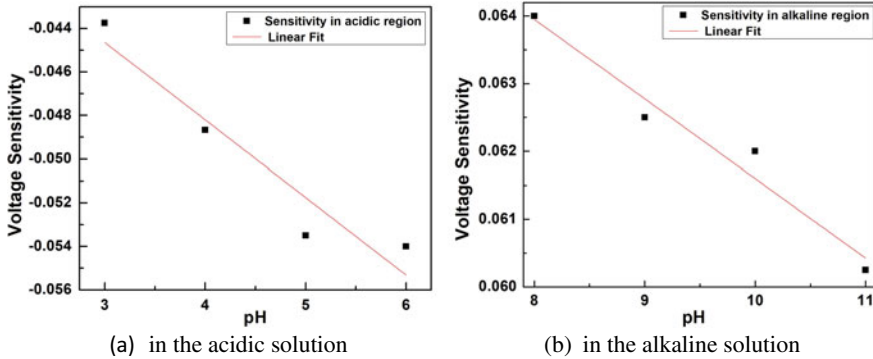 Sensitivity in acidic region
Linear Fit
Voltage Sensitivity
-0.044
-0.046
-0.048
-0.050
-0.052
-0.054
-0.056
3 4 5 6
pH
(a) in the acidic solution
Sensitivity in alkaline region
Linear Fit
Voltage Sensitivity
0.064
0.063
0.062
0.061
0.060
8 9 10 11
pH
(b) in the alkaline solution